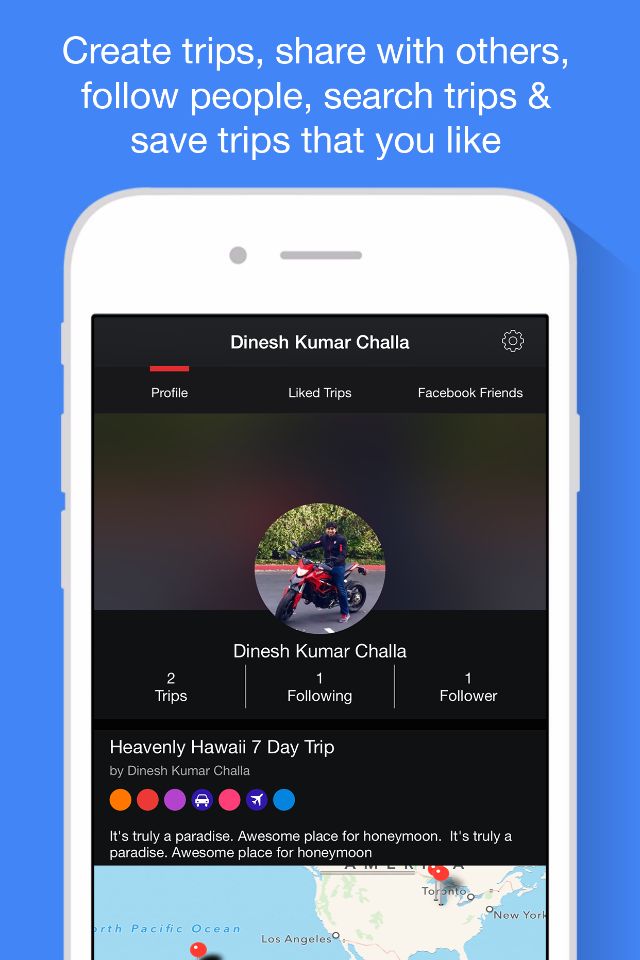 Create trips, share with others,
follow people, search trips &
save trips that you like
Dinesh Kumar Challa
Profile
Liked Trips
Facebook Friends
Dinesh Kumar Challa
2
1
1
Trips
Following
Follower
Heavenly Hawaii 7 Day Trip
by Dinesh Kumar Challa
It's truly a paradise. Awesome place for honeymoon.  It's truly a
paradise. Awesome place for honeymoon
AMERICA
Toronto
New York
orth Pacific Ocean
Los Angeles